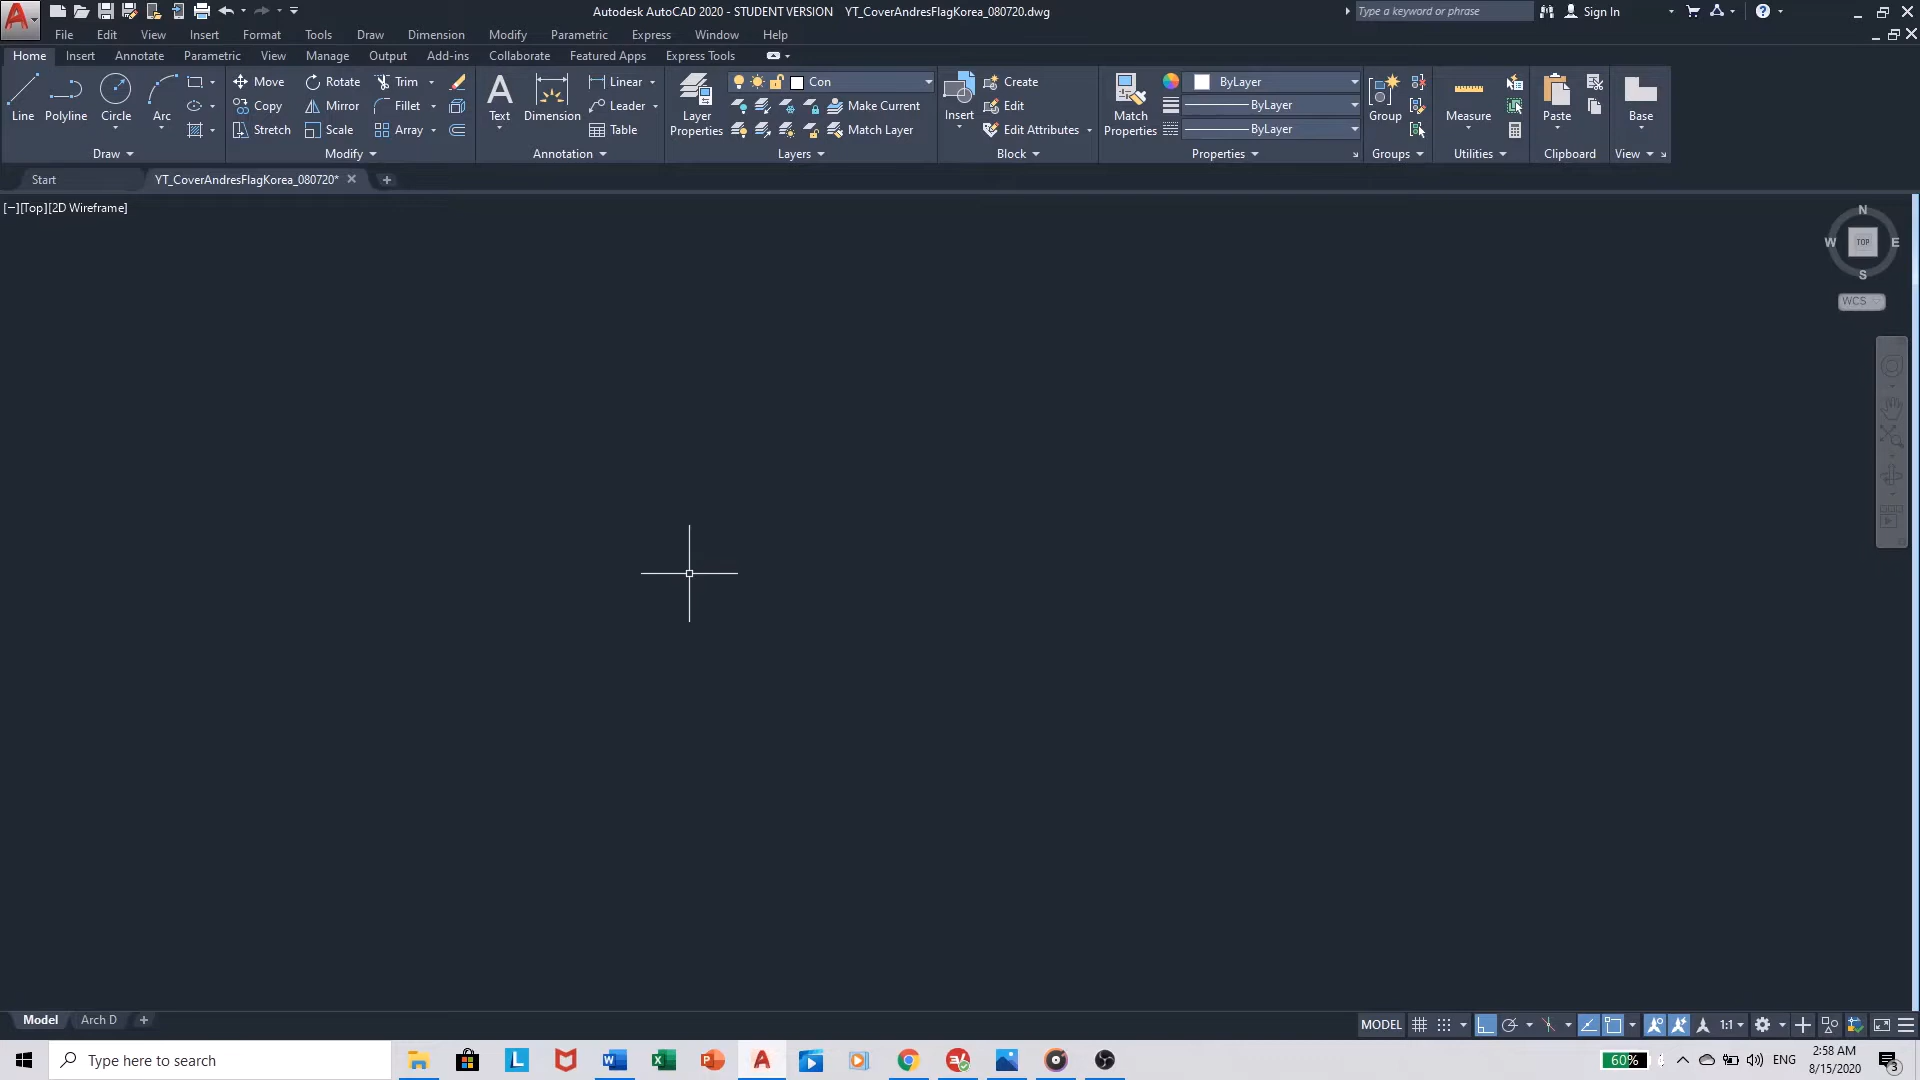 Autodesk AutoCAD 2020 - STUDENT VERSION YT_CoverAndresFlagKorea_080720.dwg
Type a keyword or phrase
Sign In
File Edit View Insert Format Tools Draw Dimension Modify Parametric Express Window Help
Home Insert Annotate Parametric View Manage Output Add-ins Collaborate Featured Apps Express Tools
Line Polyline Circle Arc
Move Rotate Trim
Copy Mirror Fillet
Stretch Scale Array
Text Dimension
Linear
Leader
Table
Layer
Properties
Con
Make Current
Match Layer
Insert
Create
Edit
Edit Attributes
Match
Properties
ByLayer
ByLayer
ByLayer
Group
Measure
Paste
Base
Draw Modify Annotation Layers Block Properties Groups Utilities Clipboard View
Start YT_CoverAndresFlagKorea_080720*
[−][Top][2D Wireframe]
N
W TOP E
S
WCS
Model Arch D
MODEL 1:1
Type here to search
60% ENG
2:58 AM
8/15/2020
3